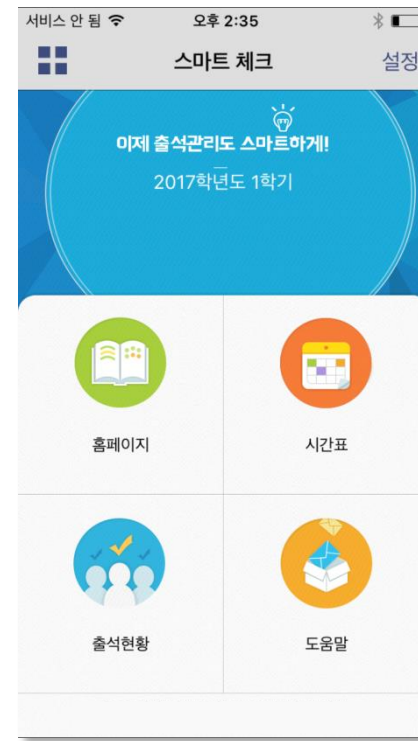 서비스 안 됨 오후 2:35
스마트 체크 설정
이제 출석관리도 스마트하게!
2017학년도 1학기
홈페이지 시간표
출석현황 도움말